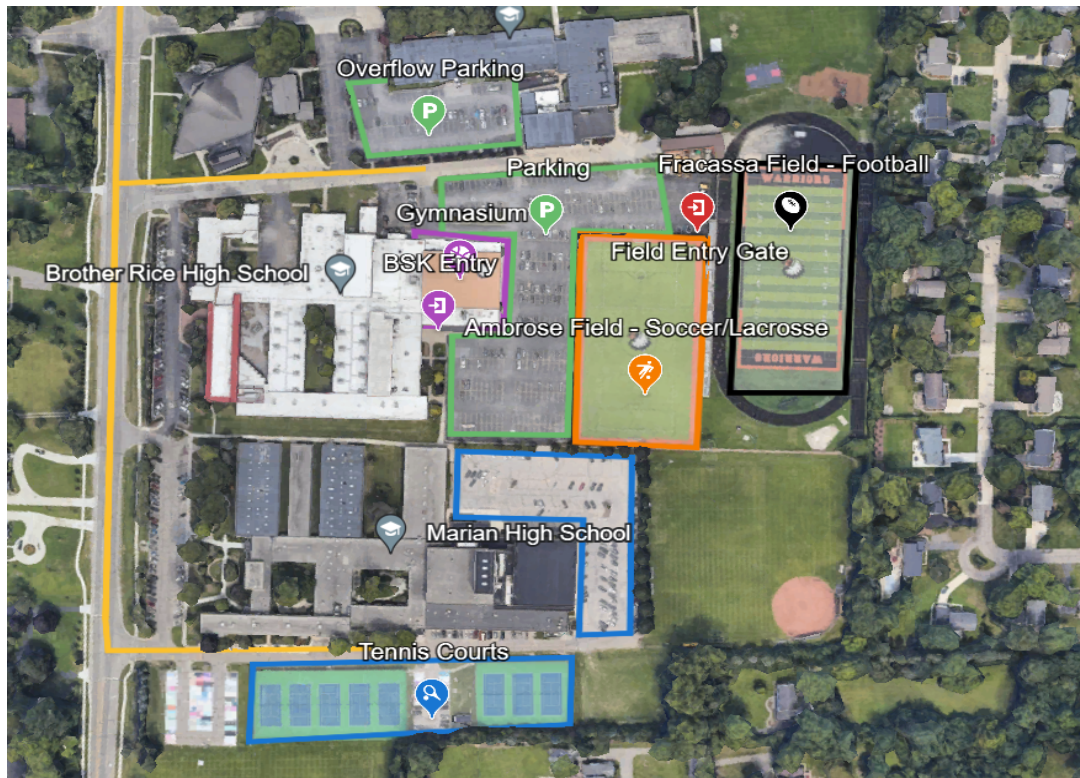 Overflow Parking
P
Parking
Fracassa Field - Football
WARRIORS
P
Gymnasium
Field Entry Gate
BSK Entry
Brother Rice High School
Ambrose Field - Soccer/Lacrosse
WARRIORS
Marian High School
Tennis Courts